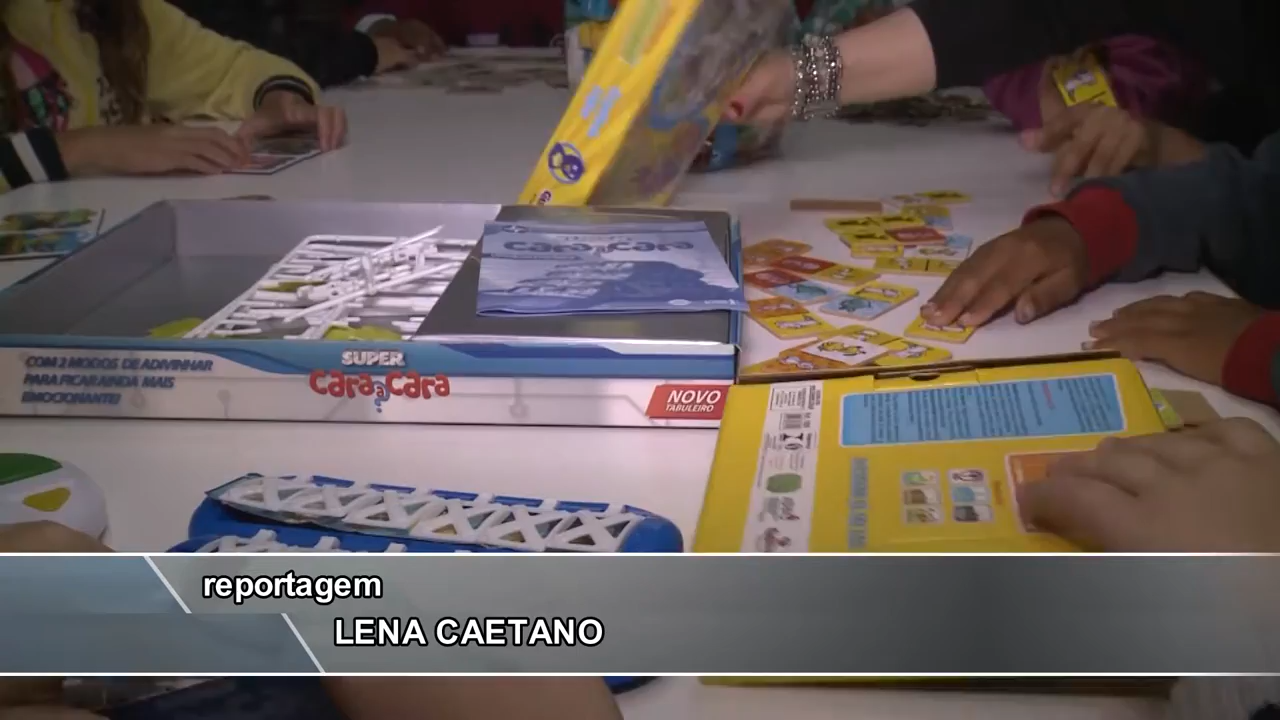 Cara a Cara
COM 2 MODOS DE ADIVINHAR
PARA FICAR AINDA MAIS
EMOCIONANTE!
SUPER
Cara a Cara
NOVO
TABULEIRO
reportagem
LENA CAETANO